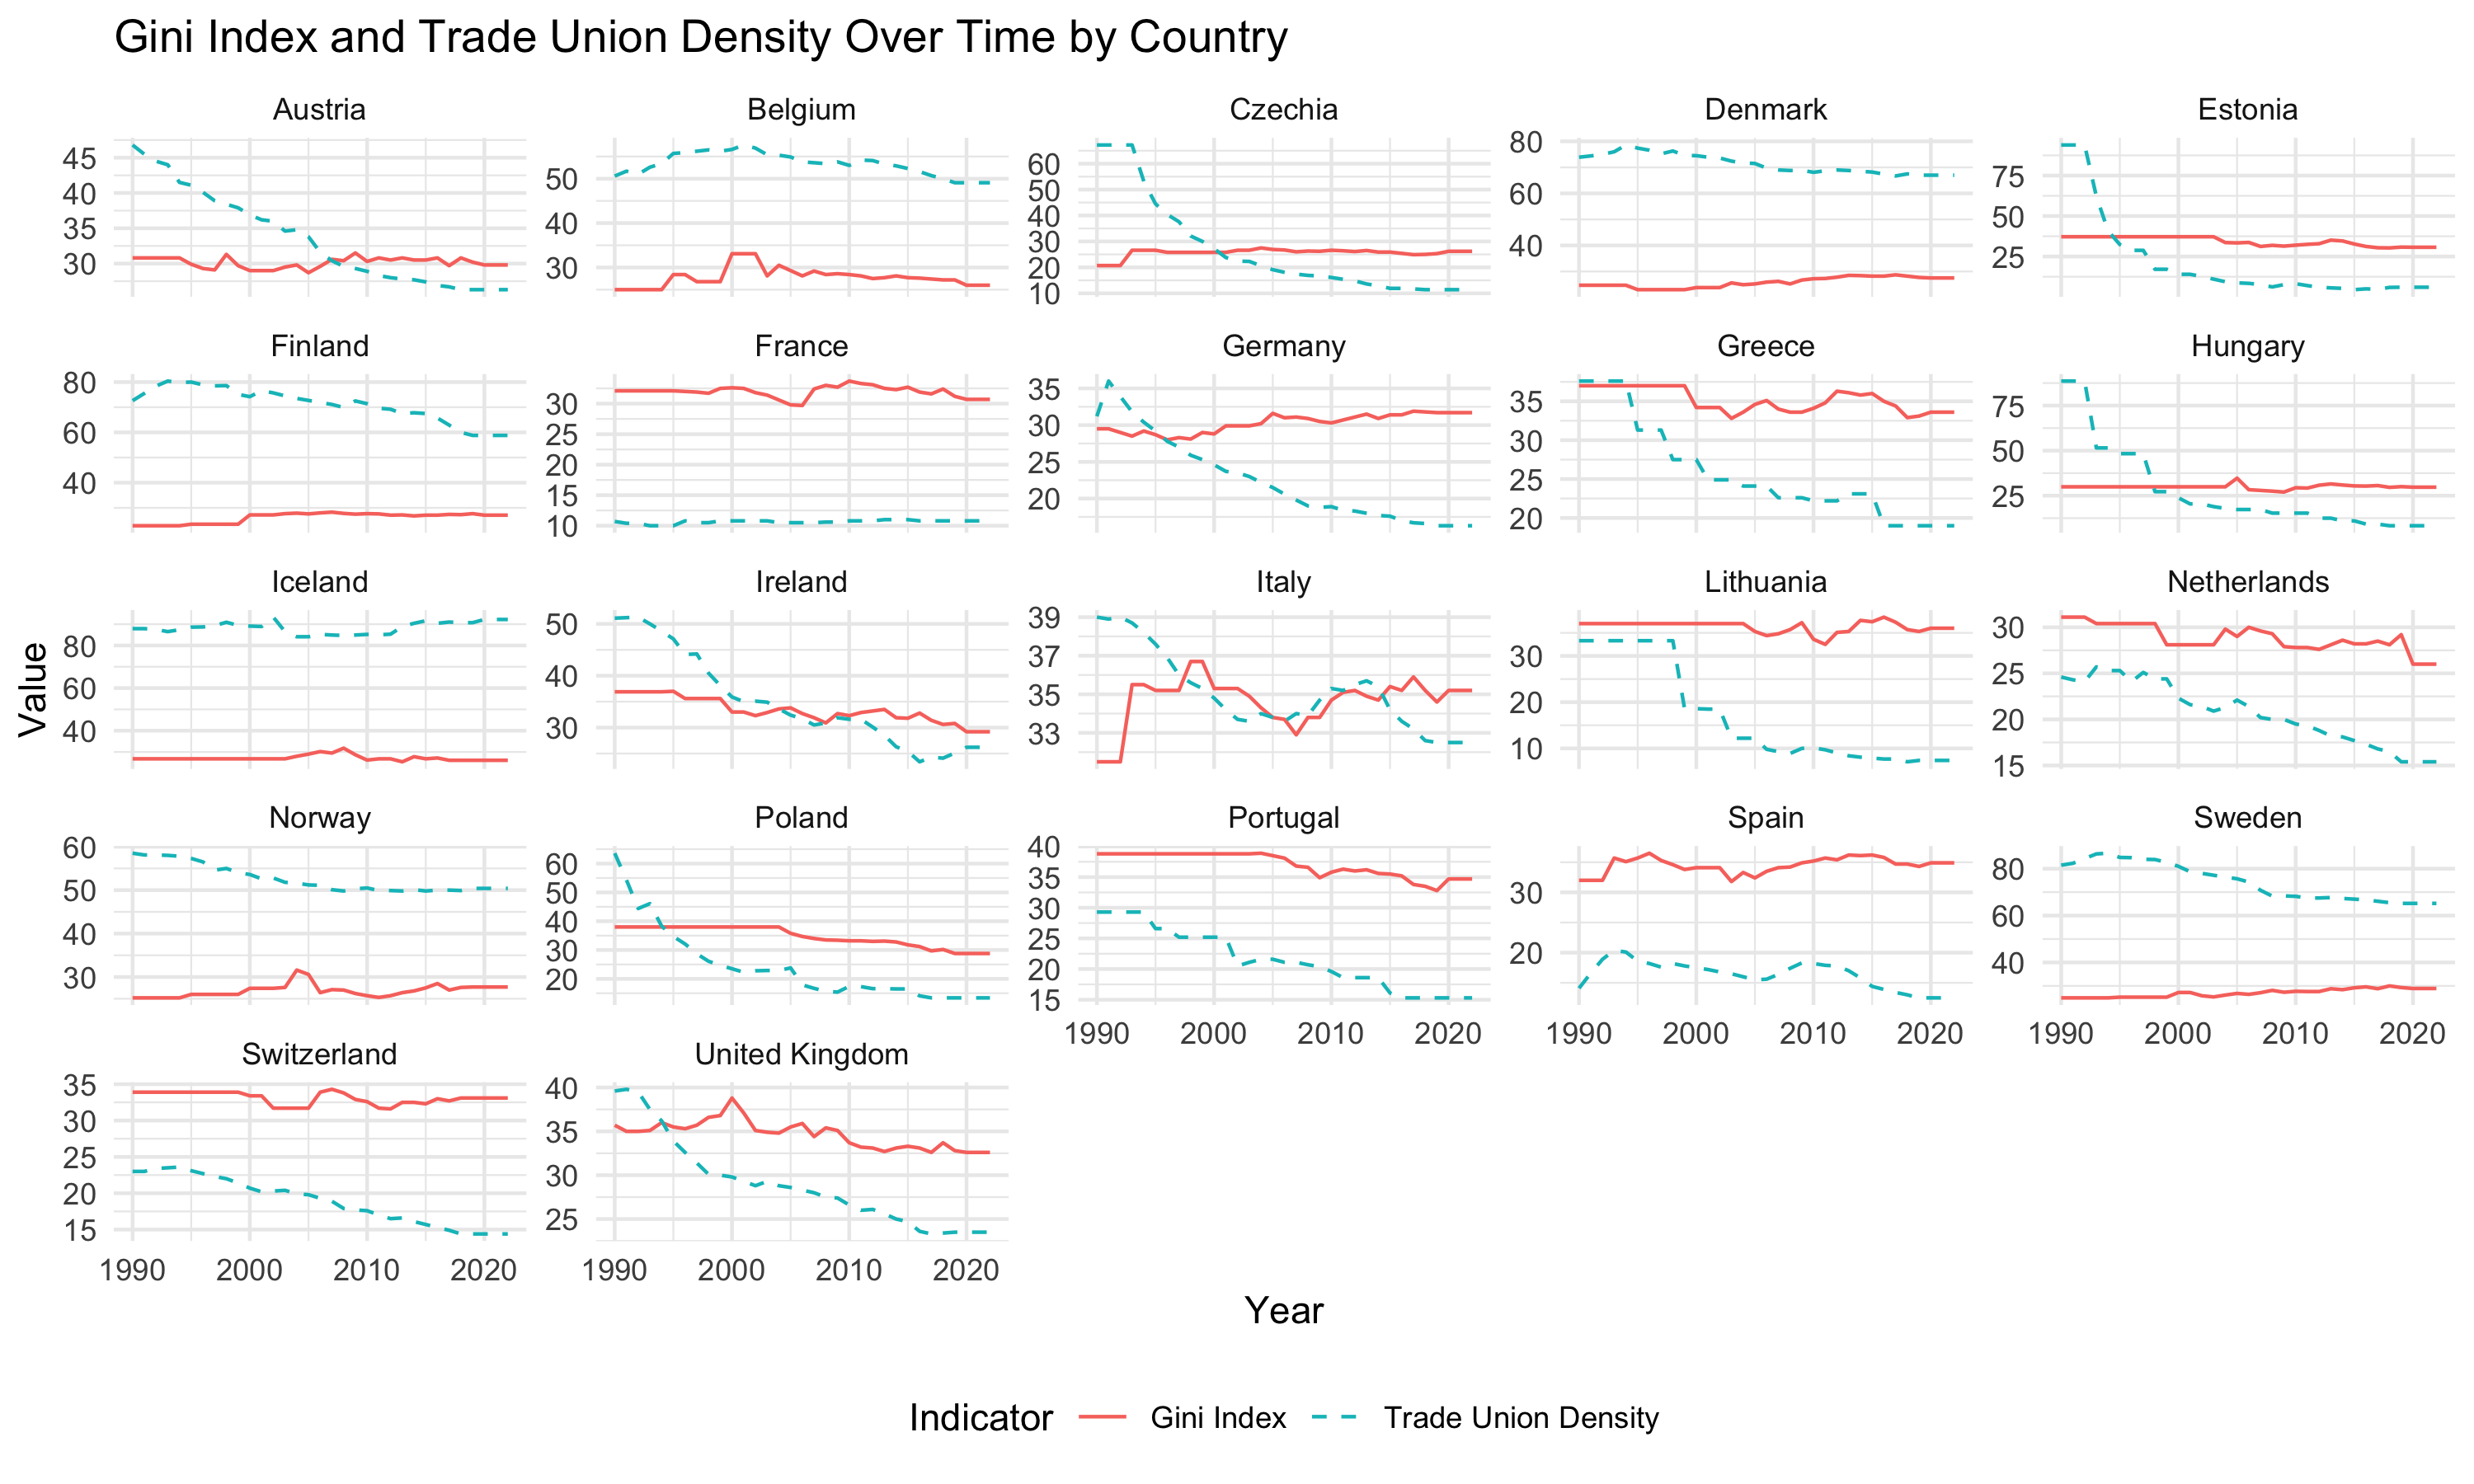 Gini Index and Trade Union Density Over Time by Country
Austria
Belgium
Czechia
Denmark
Estonia
45
40
35
30
50
40
30
60
50
40
30
20
10
80
60
40
75
50
25
Finland
France
Germany
Greece
Hungary
80
60
40
30
25
20
15
10
35
30
25
20
35
30
25
20
75
50
25
Iceland
Ireland
Italy
Lithuania
Netherlands
80
60
40
50
40
30
39
37
35
33
30
20
10
30
25
20
15
Norway
Poland
Portugal
Spain
Sweden
60
50
40
30
60
50
40
30
20
40
35
30
25
20
15
30
20
80
60
40
1990 2000 2010 2020
1990 2000 2010 2020
1990 2000 2010 2020
Switzerland
United Kingdom
35
30
25
20
15
40
35
30
25
1990 2000 2010 2020
1990 2000 2010 2020
Value
Year
Indicator Gini Index Trade Union Density